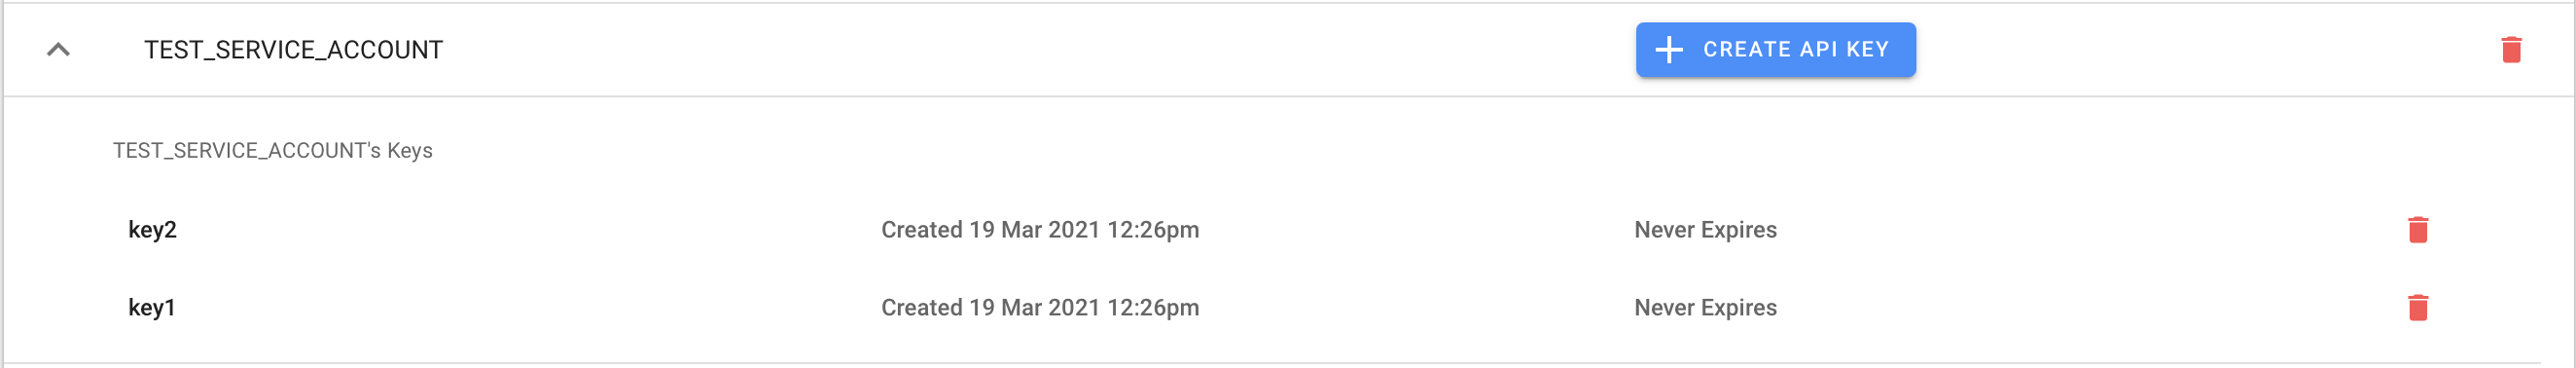 TEST_SERVICE_ACCOUNT CREATE API KEY
TEST_SERVICE_ACCOUNT's Keys
key2 Created 19 Mar 2021 12:26pm Never Expires
key1 Created 19 Mar 2021 12:26pm Never Expires